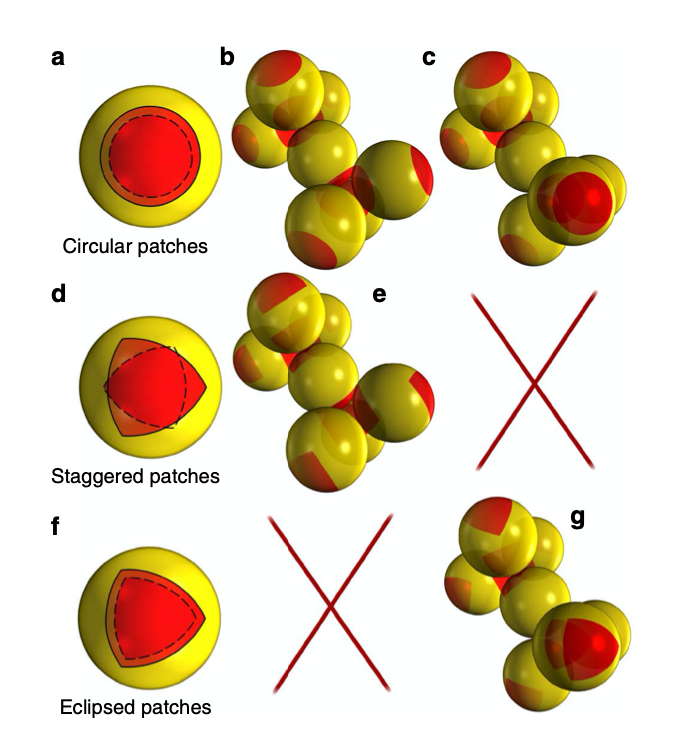 a
b
c
Circular patches
d
e
Staggered patches
f
g
Eclipsed patches